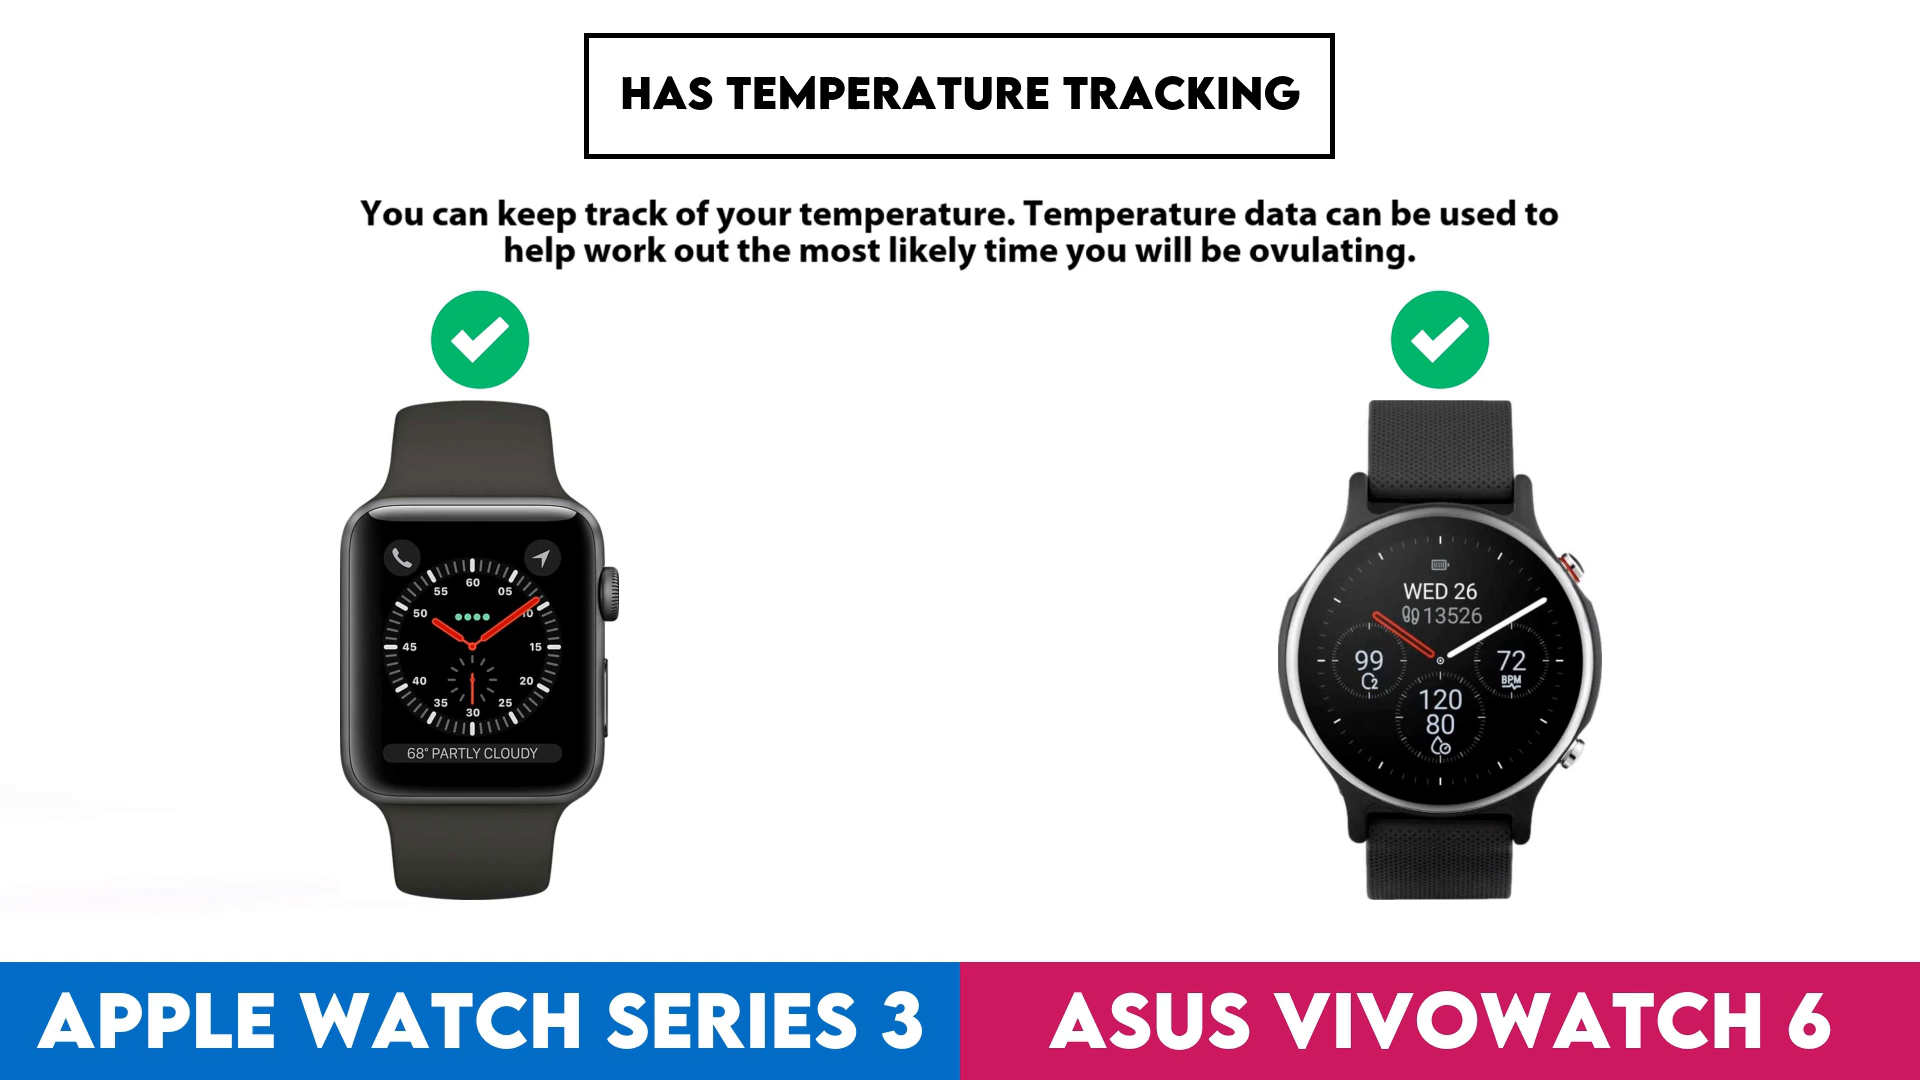 HAS TEMPERATURE TRACKING
You can keep track of your temperature. Temperature data can be used to
help work out the most likely time you will be ovulating.
60
55 05
50 10
45 15
40 20
35 25
30
68° PARTLY CLOUDY
WED 26
13526
99
72
BPM
120
80
APPLE WATCH SERIES 3
ASUS VIVOWATCH 6